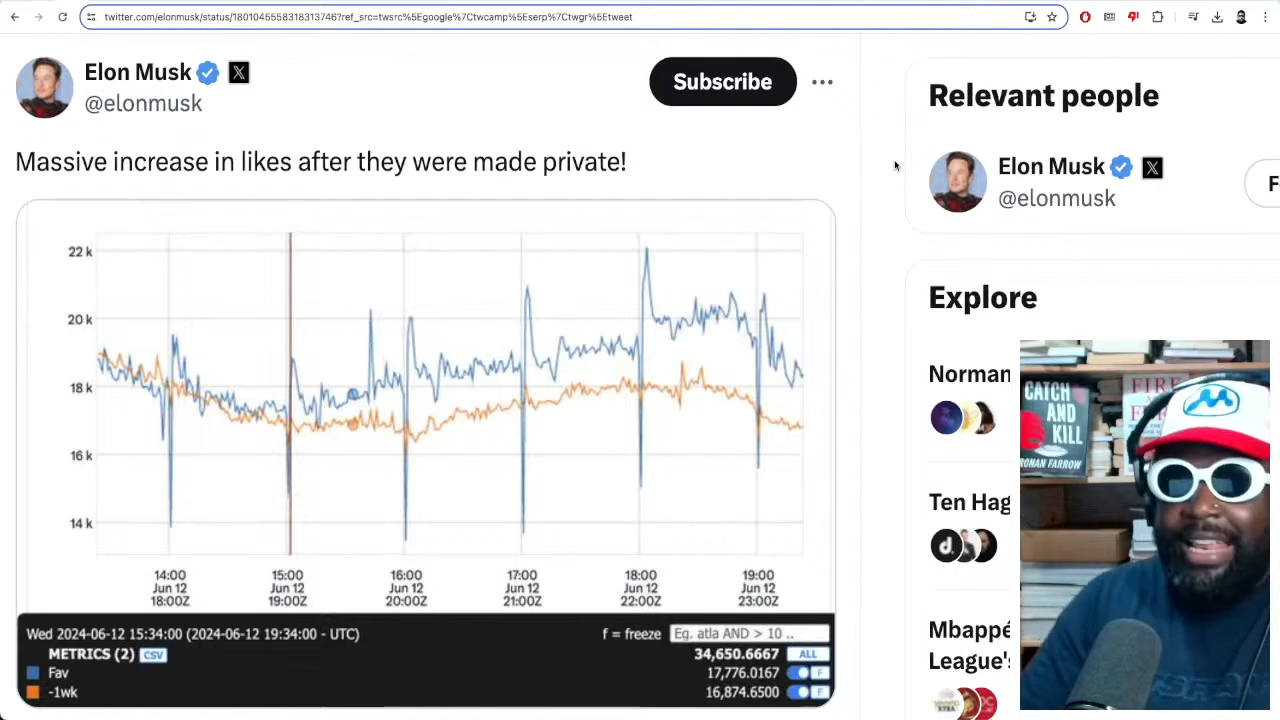 twitter.com/elonmusk/status/1801045558318313746?ref_src=twsrc%5Egoogle%7Ctwcamp%5Eserp%7Ctwgr%5Etweet
Elon Musk
@elonmusk
Subscribe
Massive increase in likes after they were made private!
22 k
20 k
18 k
16 k
14 k
14:00 15:00 16:00 17:00 18:00 19:00
Jun 12 Jun 12 Jun 12 Jun 12 Jun 12 Jun 12
18:00Z 19:00Z 20:00Z 21:00Z 22:00Z 23:00Z
Wed 2024-06-12 15:34:00 (2024-06-12 19:34:00 - UTC) f = freeze Eg. atla AND > 10 ..
METRICS (2) CSV 34,650.6667 ALL
Fav 17,776.0167 F
-1wk 16,874.6500 F
Relevant people
Elon Musk
@elonmusk
F
Explore
Norman
Ten Hag
Mbappé
League's
CATCH
AND
KILL
RONAN FARROW
FIRE